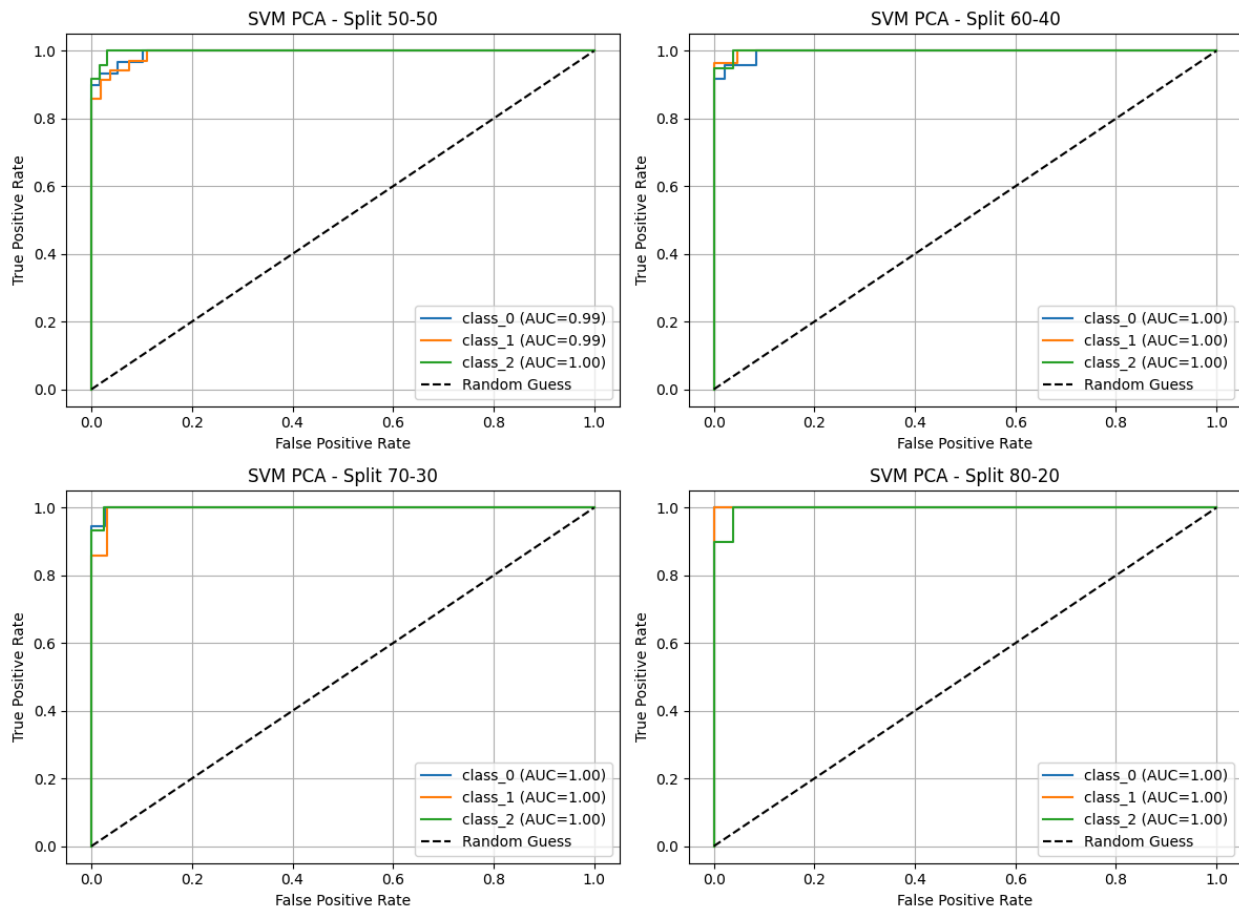 SVM PCA - Split 50-50
1.0
0.8
0.6
0.4
0.2
0.0
True Positive Rate
class_0 (AUC=0.99)
class_1 (AUC=0.99)
class_2 (AUC=1.00)
Random Guess
0.0 0.2 0.4 0.6 0.8 1.0
False Positive Rate
SVM PCA - Split 60-40
1.0
0.8
0.6
0.4
0.2
0.0
True Positive Rate
class_0 (AUC=1.00)
class_1 (AUC=1.00)
class_2 (AUC=1.00)
Random Guess
0.0 0.2 0.4 0.6 0.8 1.0
False Positive Rate
SVM PCA - Split 70-30
1.0
0.8
0.6
0.4
0.2
0.0
True Positive Rate
class_0 (AUC=1.00)
class_1 (AUC=1.00)
class_2 (AUC=1.00)
Random Guess
0.0 0.2 0.4 0.6 0.8 1.0
False Positive Rate
SVM PCA - Split 80-20
1.0
0.8
0.6
0.4
0.2
0.0
True Positive Rate
class_0 (AUC=1.00)
class_1 (AUC=1.00)
class_2 (AUC=1.00)
Random Guess
0.0 0.2 0.4 0.6 0.8 1.0
False Positive Rate